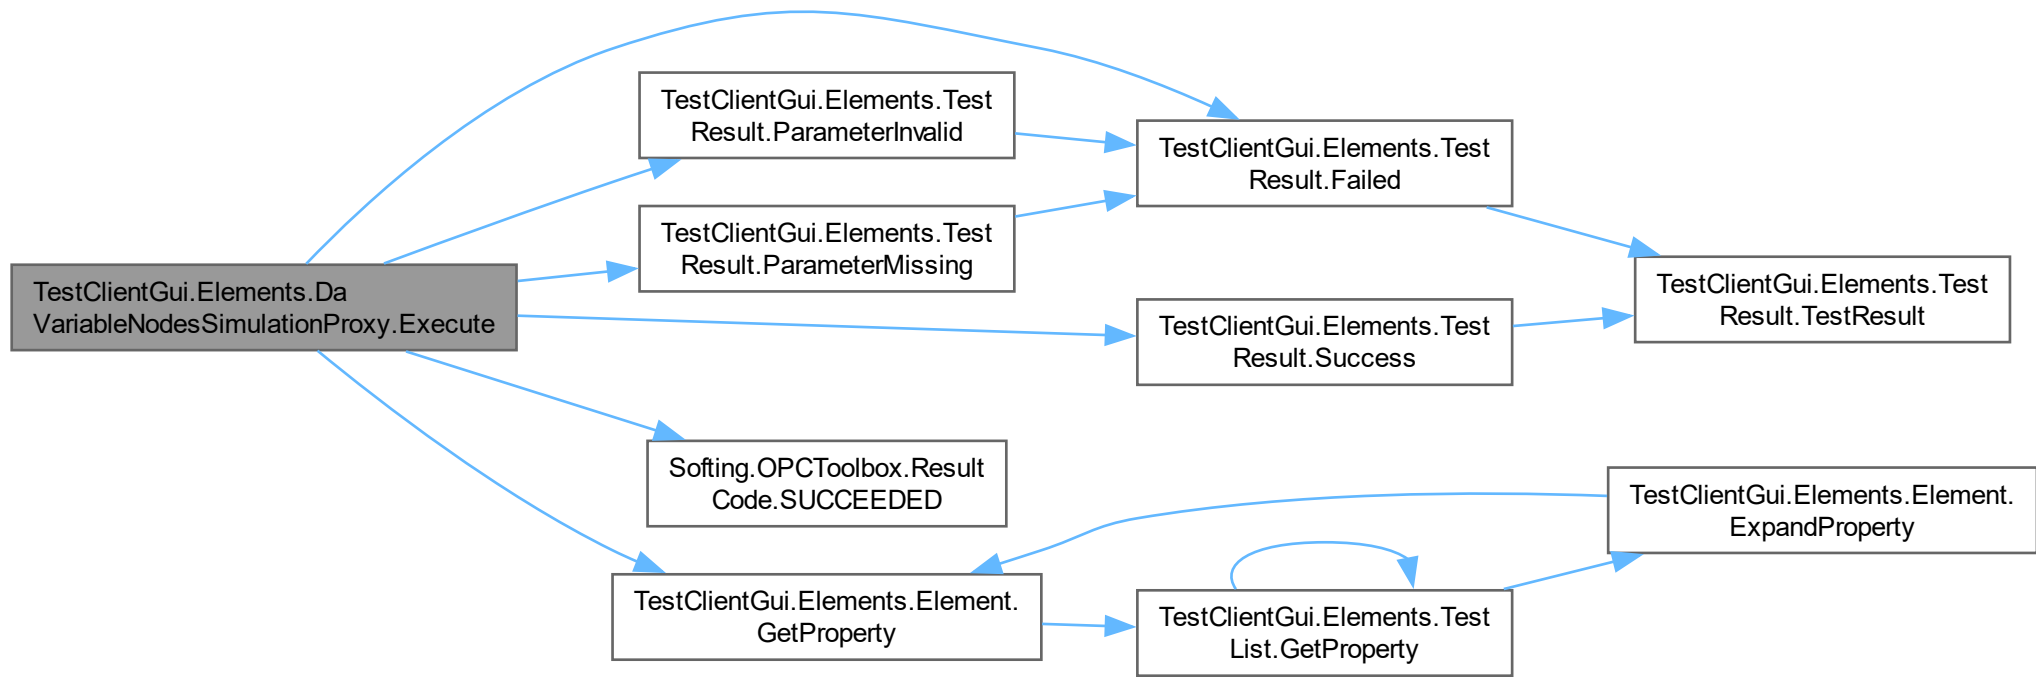 TestClientGui.Elements.Da
VariableNodesSimulationProxy.Execute
TestClientGui.Elements.Test
Result.ParameterInvalid
TestClientGui.Elements.Test
Result.ParameterMissing
TestClientGui.Elements.Test
Result.Failed
TestClientGui.Elements.Test
Result.TestResult
TestClientGui.Elements.Test
Result.Success
Softing.OPCToolbox.Result
Code.SUCCEEDED
TestClientGui.Elements.Element.
GetProperty
TestClientGui.Elements.Test
List.GetProperty
TestClientGui.Elements.Element.
ExpandProperty